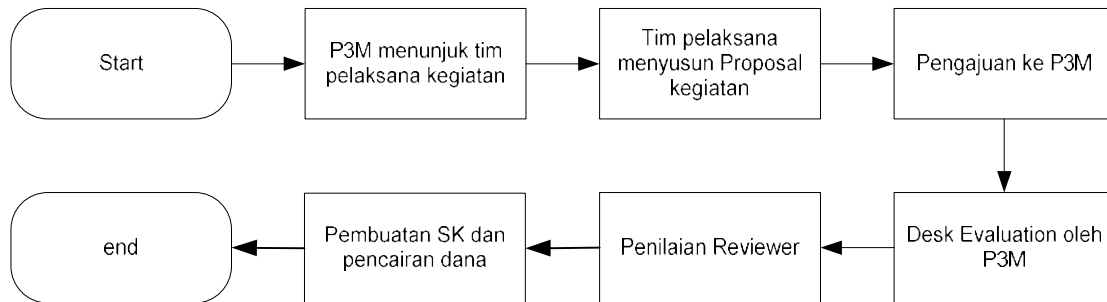 Start
P3M menunjuk tim
pelaksana kegiatan
Tim pelaksana
menyusun Proposal
kegiatan
Pengajuan ke P3M
Desk Evaluation oleh
P3M
Penilaian Reviewer
Pembuatan SK dan
pencairan dana
end